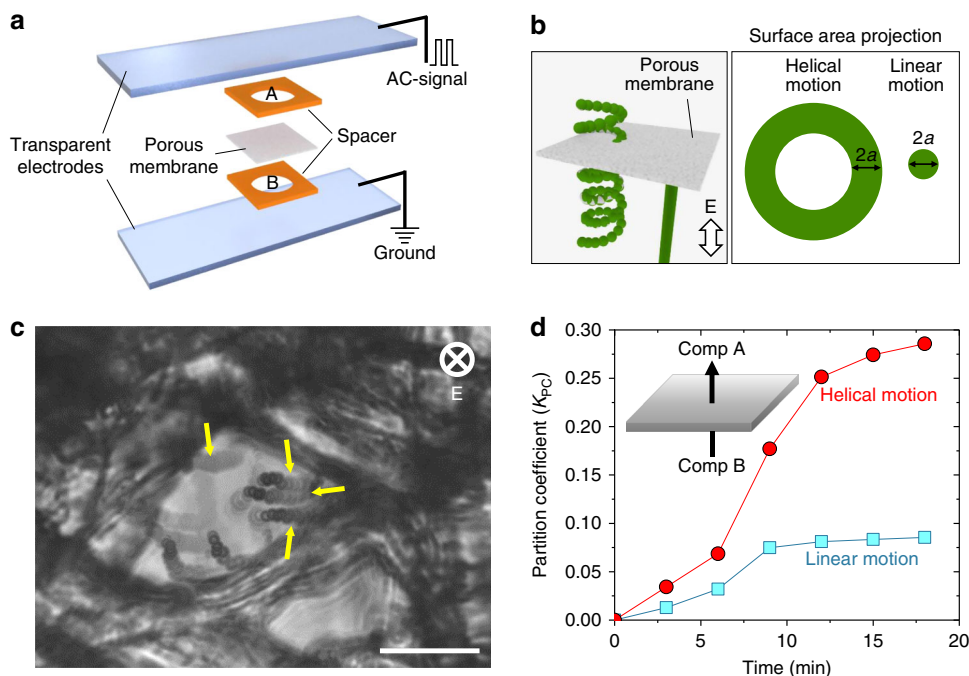 a
AC-signal
A
Transparent
electrodes
Porous
membrane
Spacer
B
Ground
b
Porous
membrane
E
Surface area projection
Helical
motion
Linear
motion
2a
2a
c
E
d
Partition coefficient (KPC)
0.30
0.25
0.20
0.15
0.10
0.05
0.00
Comp A
Comp B
Helical motion
Linear motion
0
5
10
15
20
Time (min)